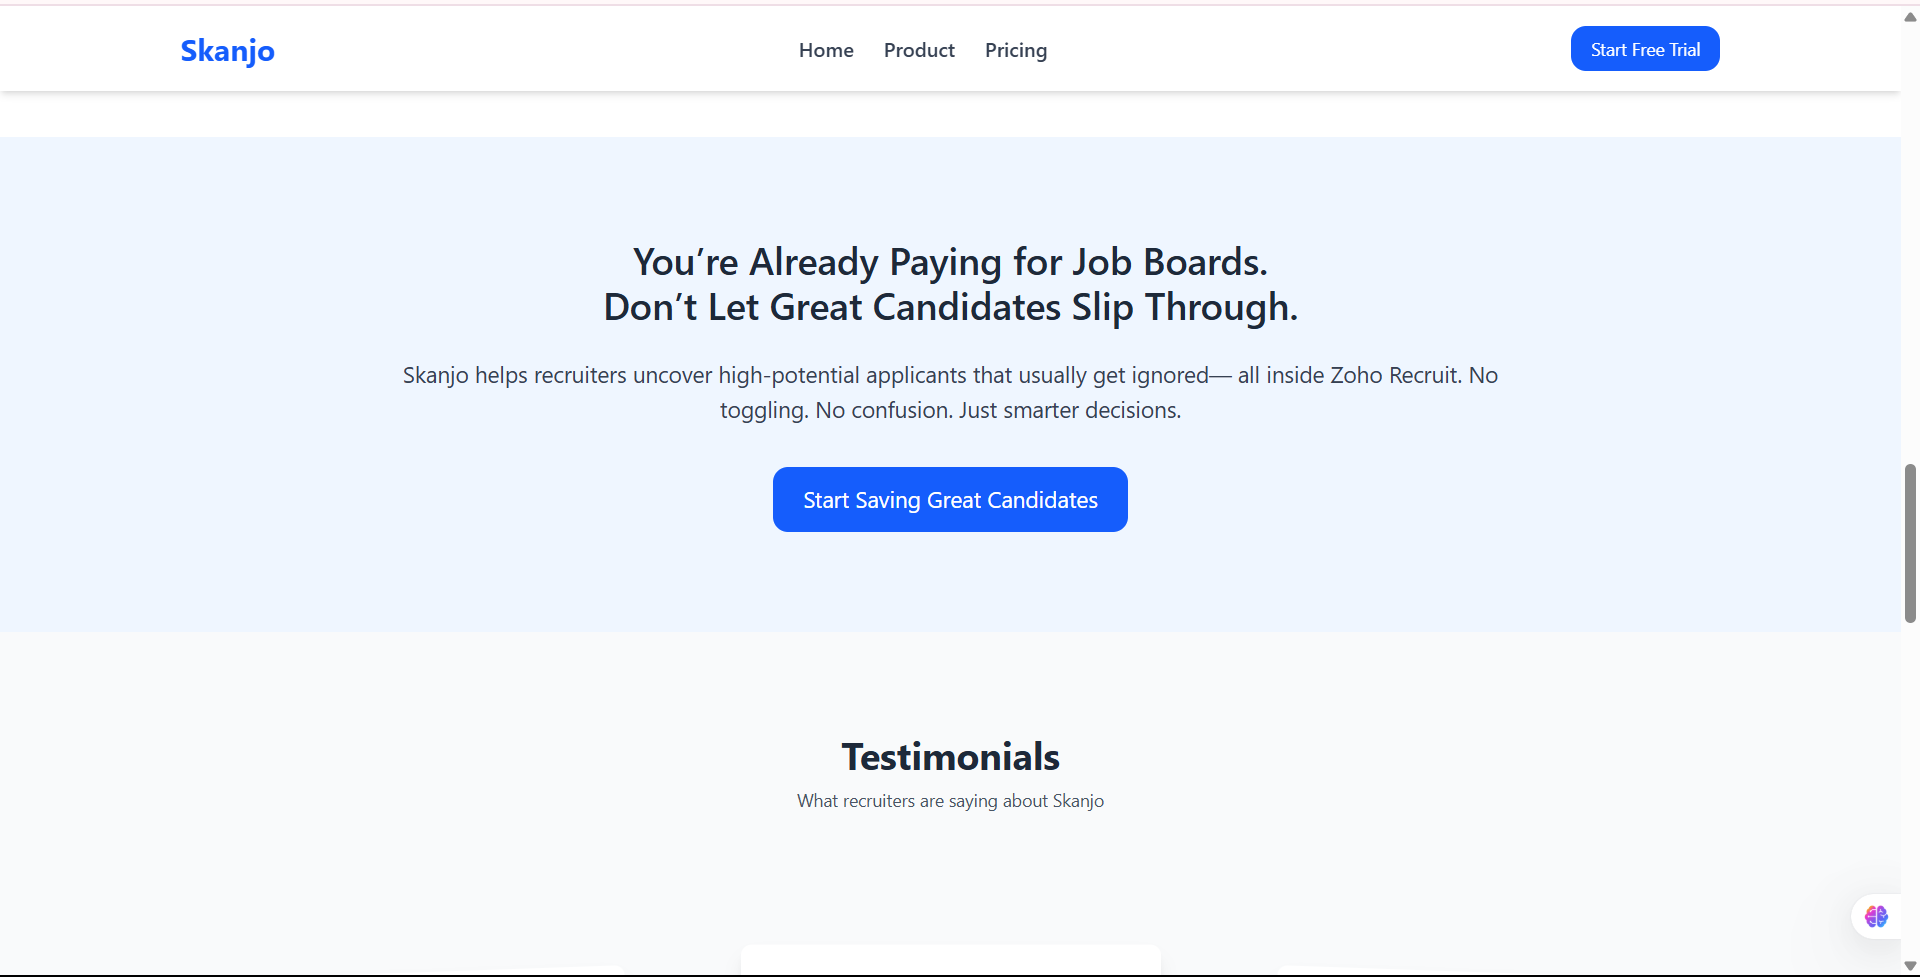 Skanjo
Home
Product
Pricing
Start Free Trial
You’re Already Paying for Job Boards.
Don’t Let Great Candidates Slip Through.
Skanjo helps recruiters uncover high-potential applicants that usually get ignored— all inside Zoho Recruit. No
toggling. No confusion. Just smarter decisions.
Start Saving Great Candidates
Testimonials
What recruiters are saying about Skanjo